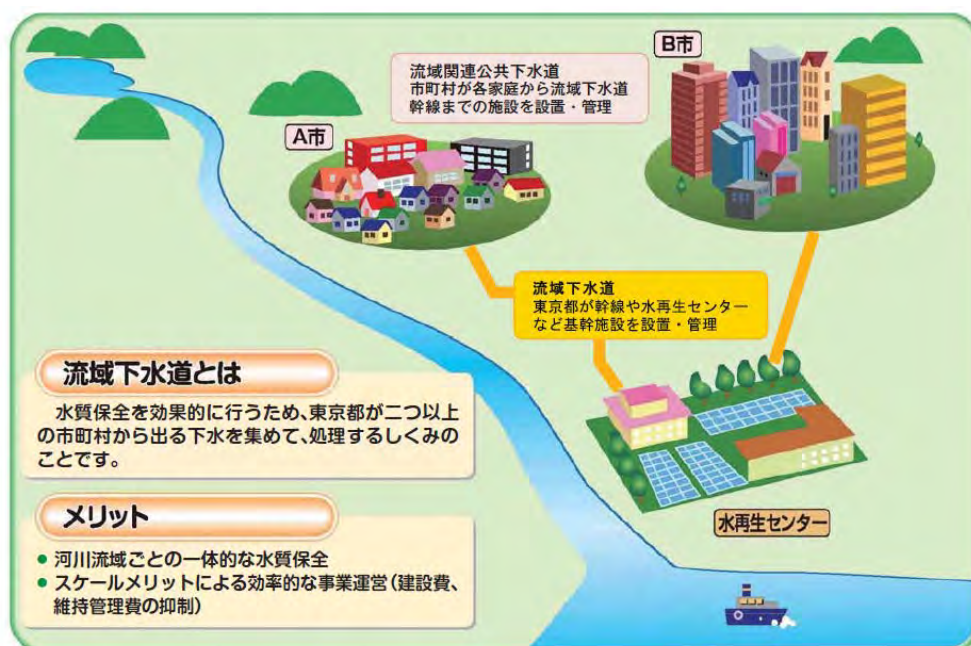 B市
流域関連公共下水道
市町村が各家庭から流域下水道
幹線までの施設を設置・管理
A市
流域下水道
東京都が幹線や水再生センター
など基幹施設を設置・管理
流域下水道とは
水質保全を効果的に行うため、東京都が二つ以上
の市町村から出る下水を集めて、処理するしくみの
ことです。
メリット
● 河川流域ごとの一体的な水質保全
● スケールメリットによる効率的な事業運営(建設費、
維持管理費の抑制)
水再生センター